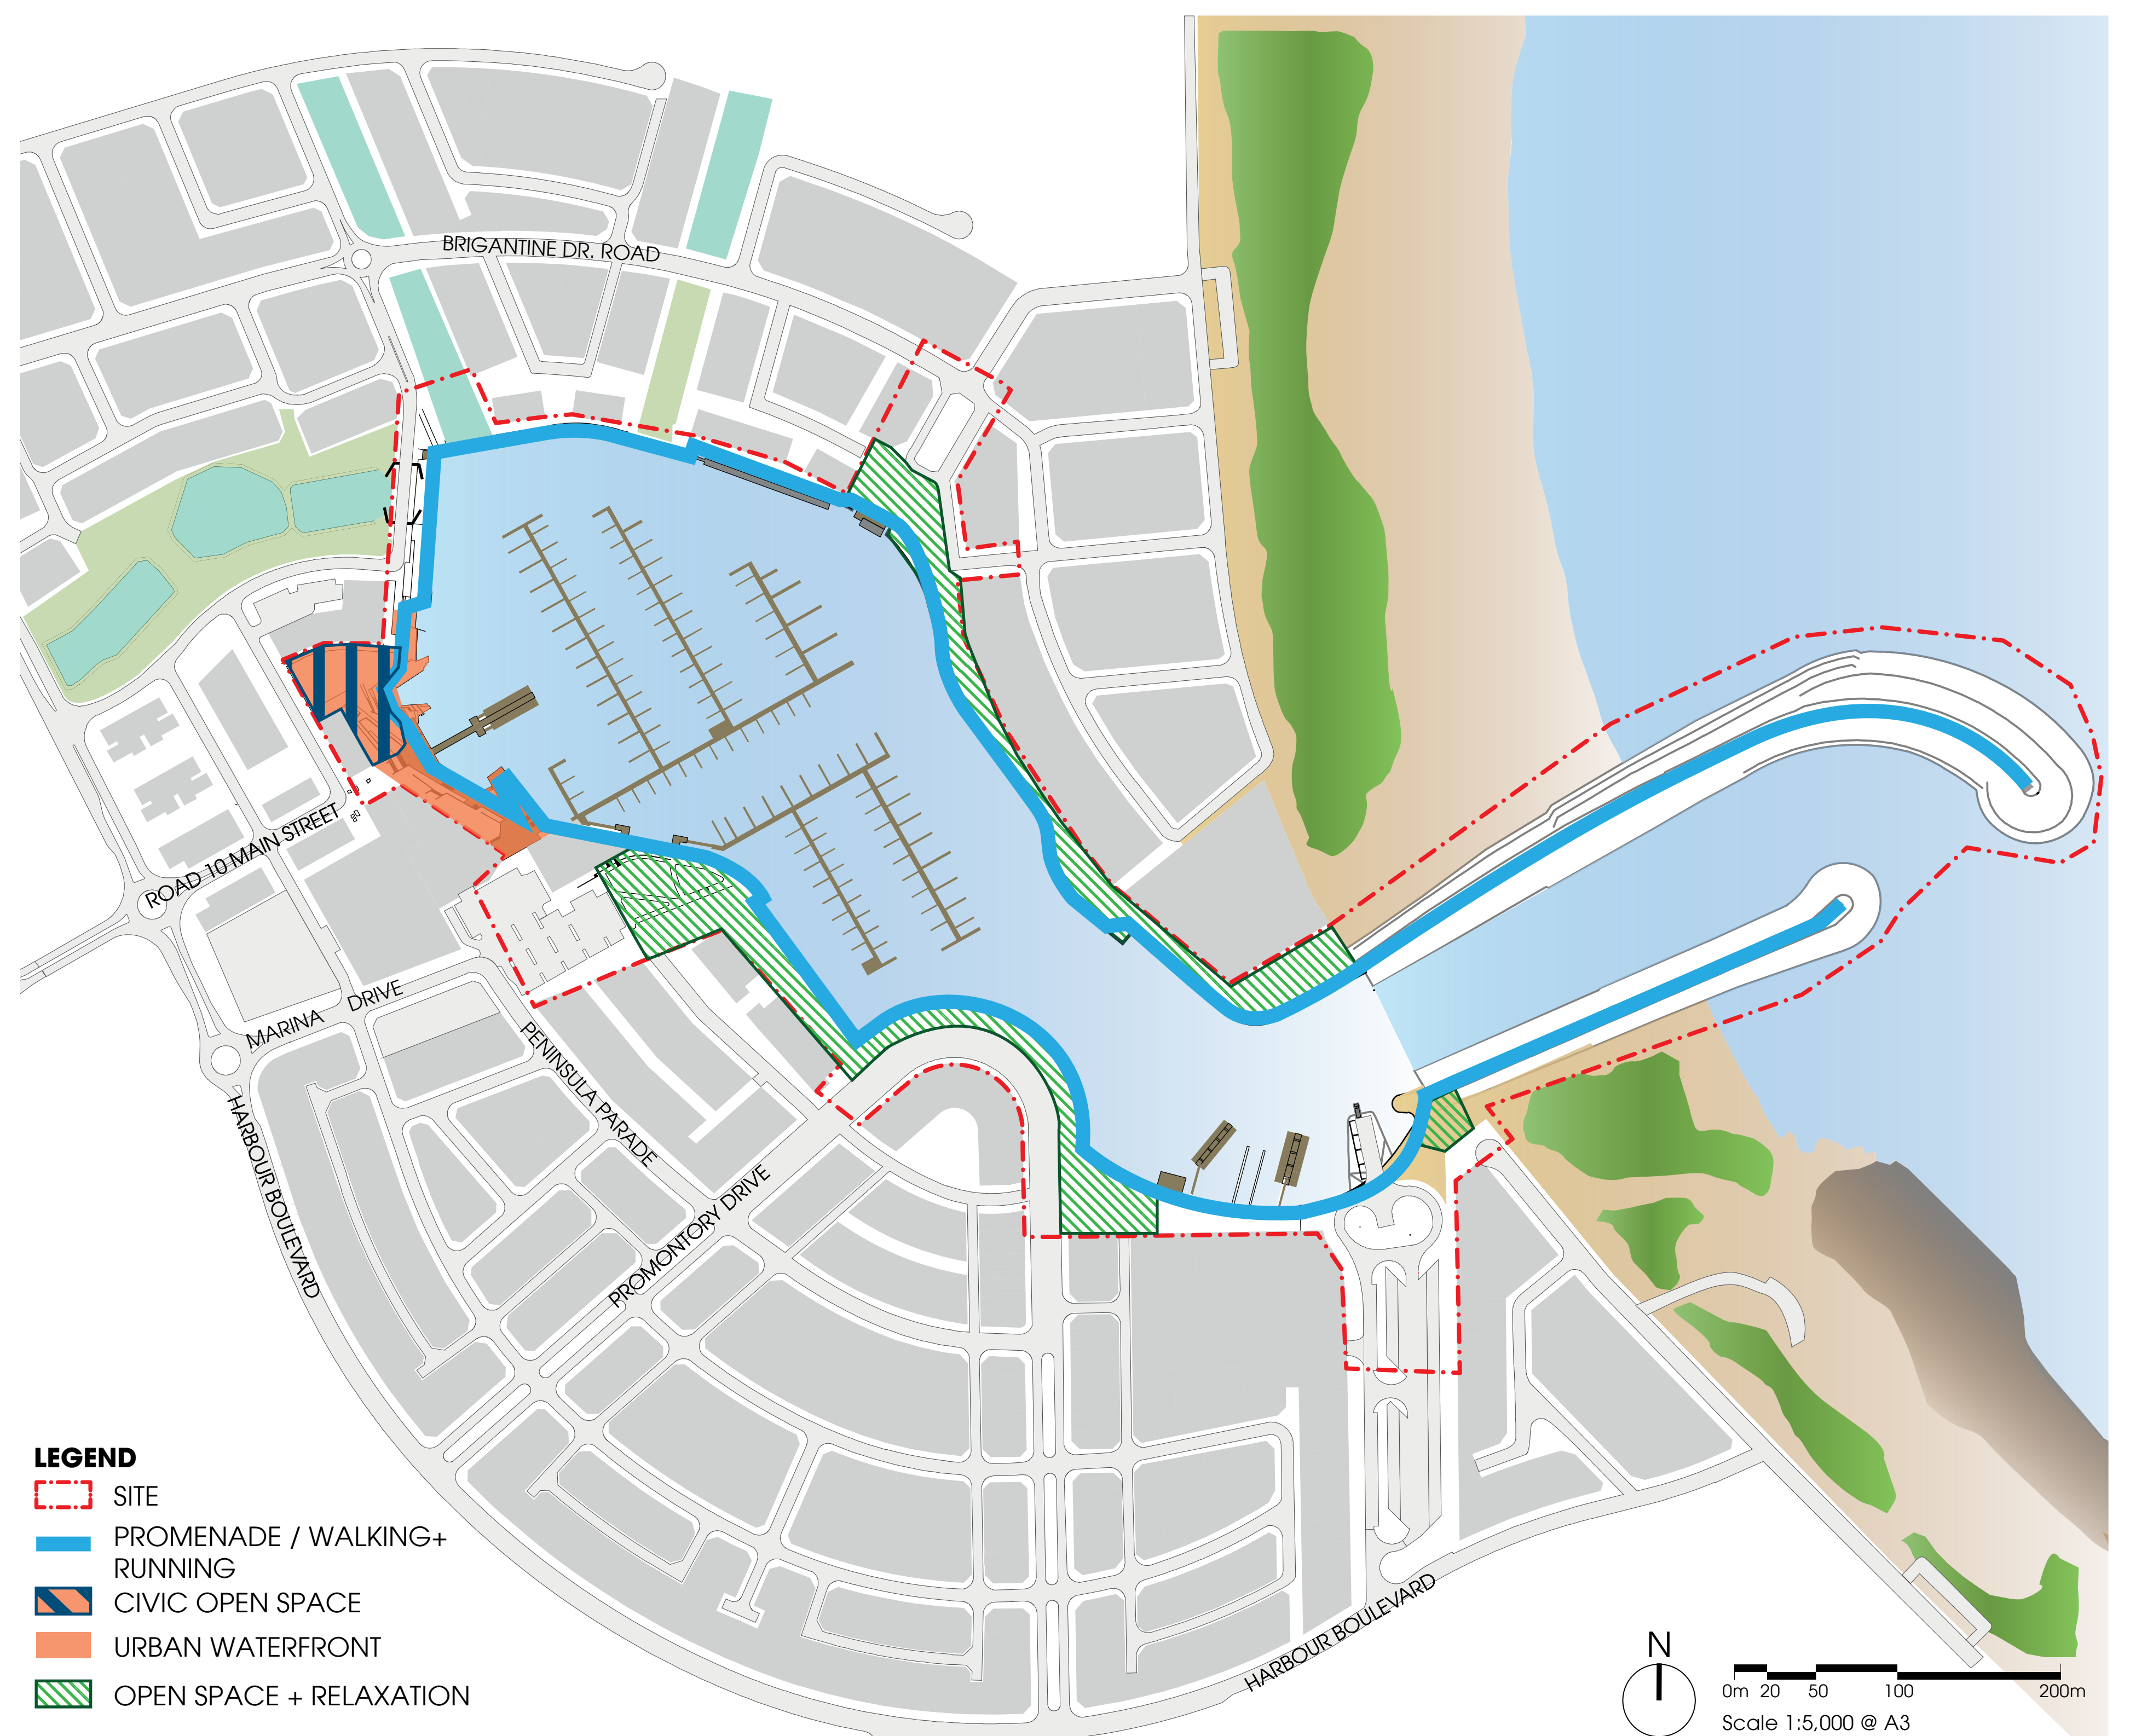 BRIGANTINE DR. ROAD
ROAD 10 MAIN STREET
MARINA DRIVE
PENINSULA PARADE
HARBOUR BOULEVARD
PROMONTORY DRIVE
HARBOUR BOULEVARD
LEGEND
SITE
PROMENADE / WALKING+
RUNNING
CIVIC OPEN SPACE
URBAN WATERFRONT
OPEN SPACE + RELAXATION
N
0m 20 50 100 200m
Scale 1:5,000 @ A3